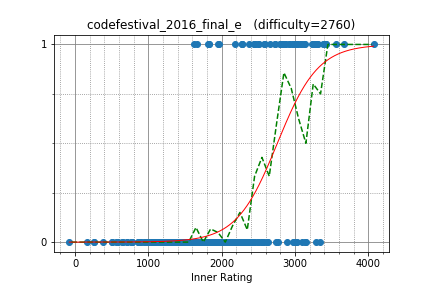 codefestival_2016_final_e (difficulty=2760)
1
0
0 1000 2000 3000 4000
Inner Rating